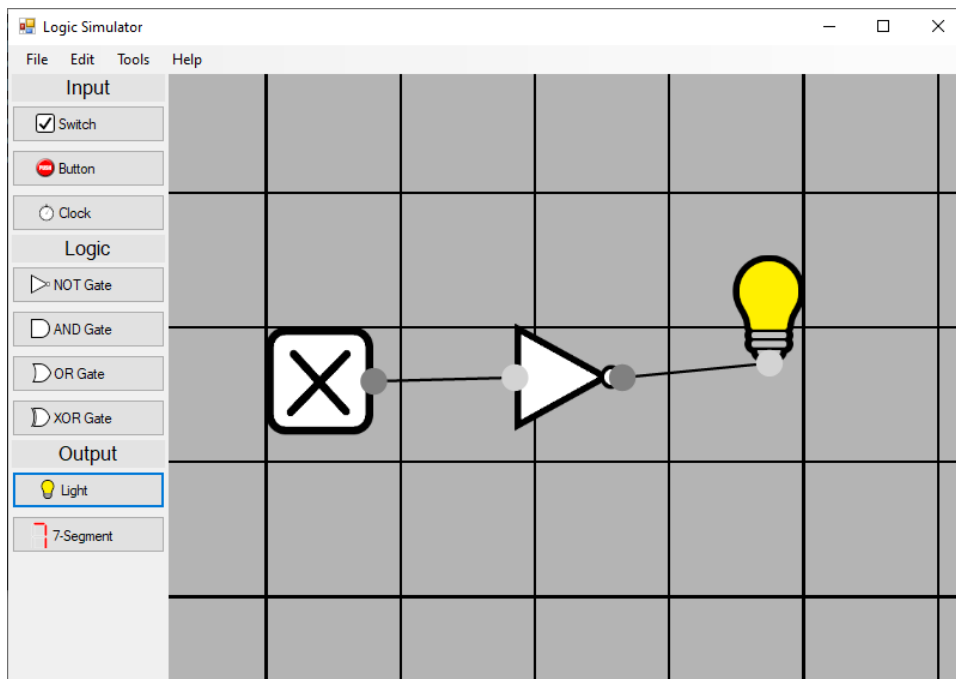 Logic Simulator
File Edit Tools Help
Input
Switch
Button
Clock
Logic
NOT Gate
AND Gate
OR Gate
XOR Gate
Output
Light
7-Segment